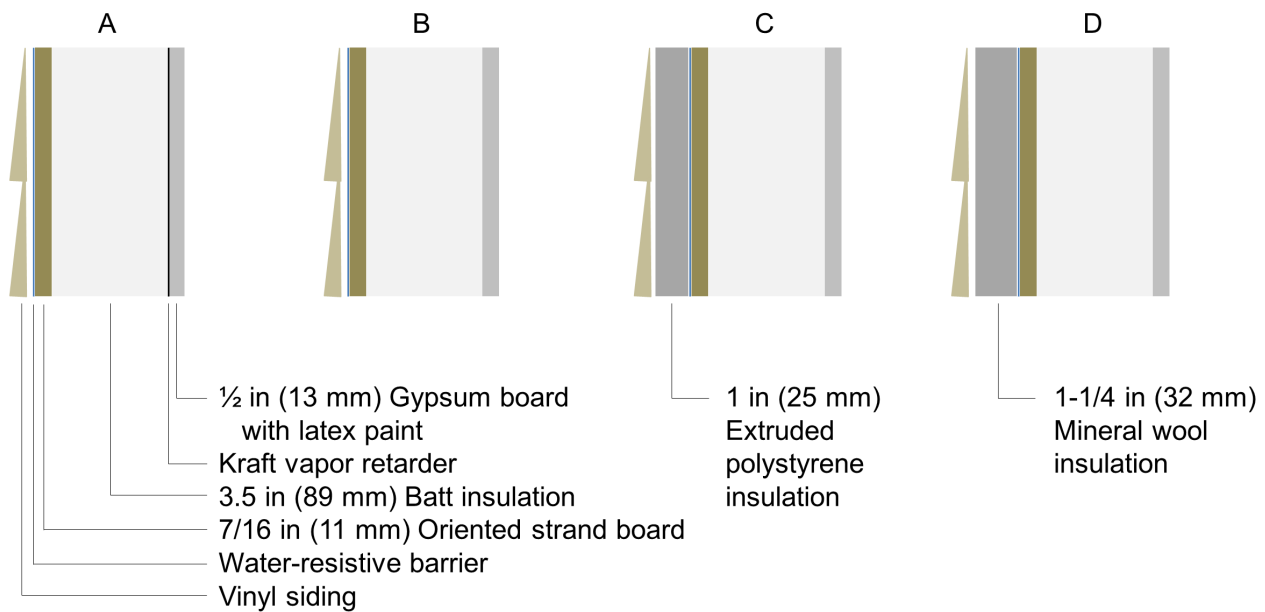 A
B
C
D
½ in (13 mm) Gypsum board
with latex paint
Kraft vapor retarder
3.5 in (89 mm) Batt insulation
7/16 in (11 mm) Oriented strand board
Water-resistive barrier
Vinyl siding
1 in (25 mm)
Extruded
polystyrene
insulation
1-1/4 in (32 mm)
Mineral wool
insulation